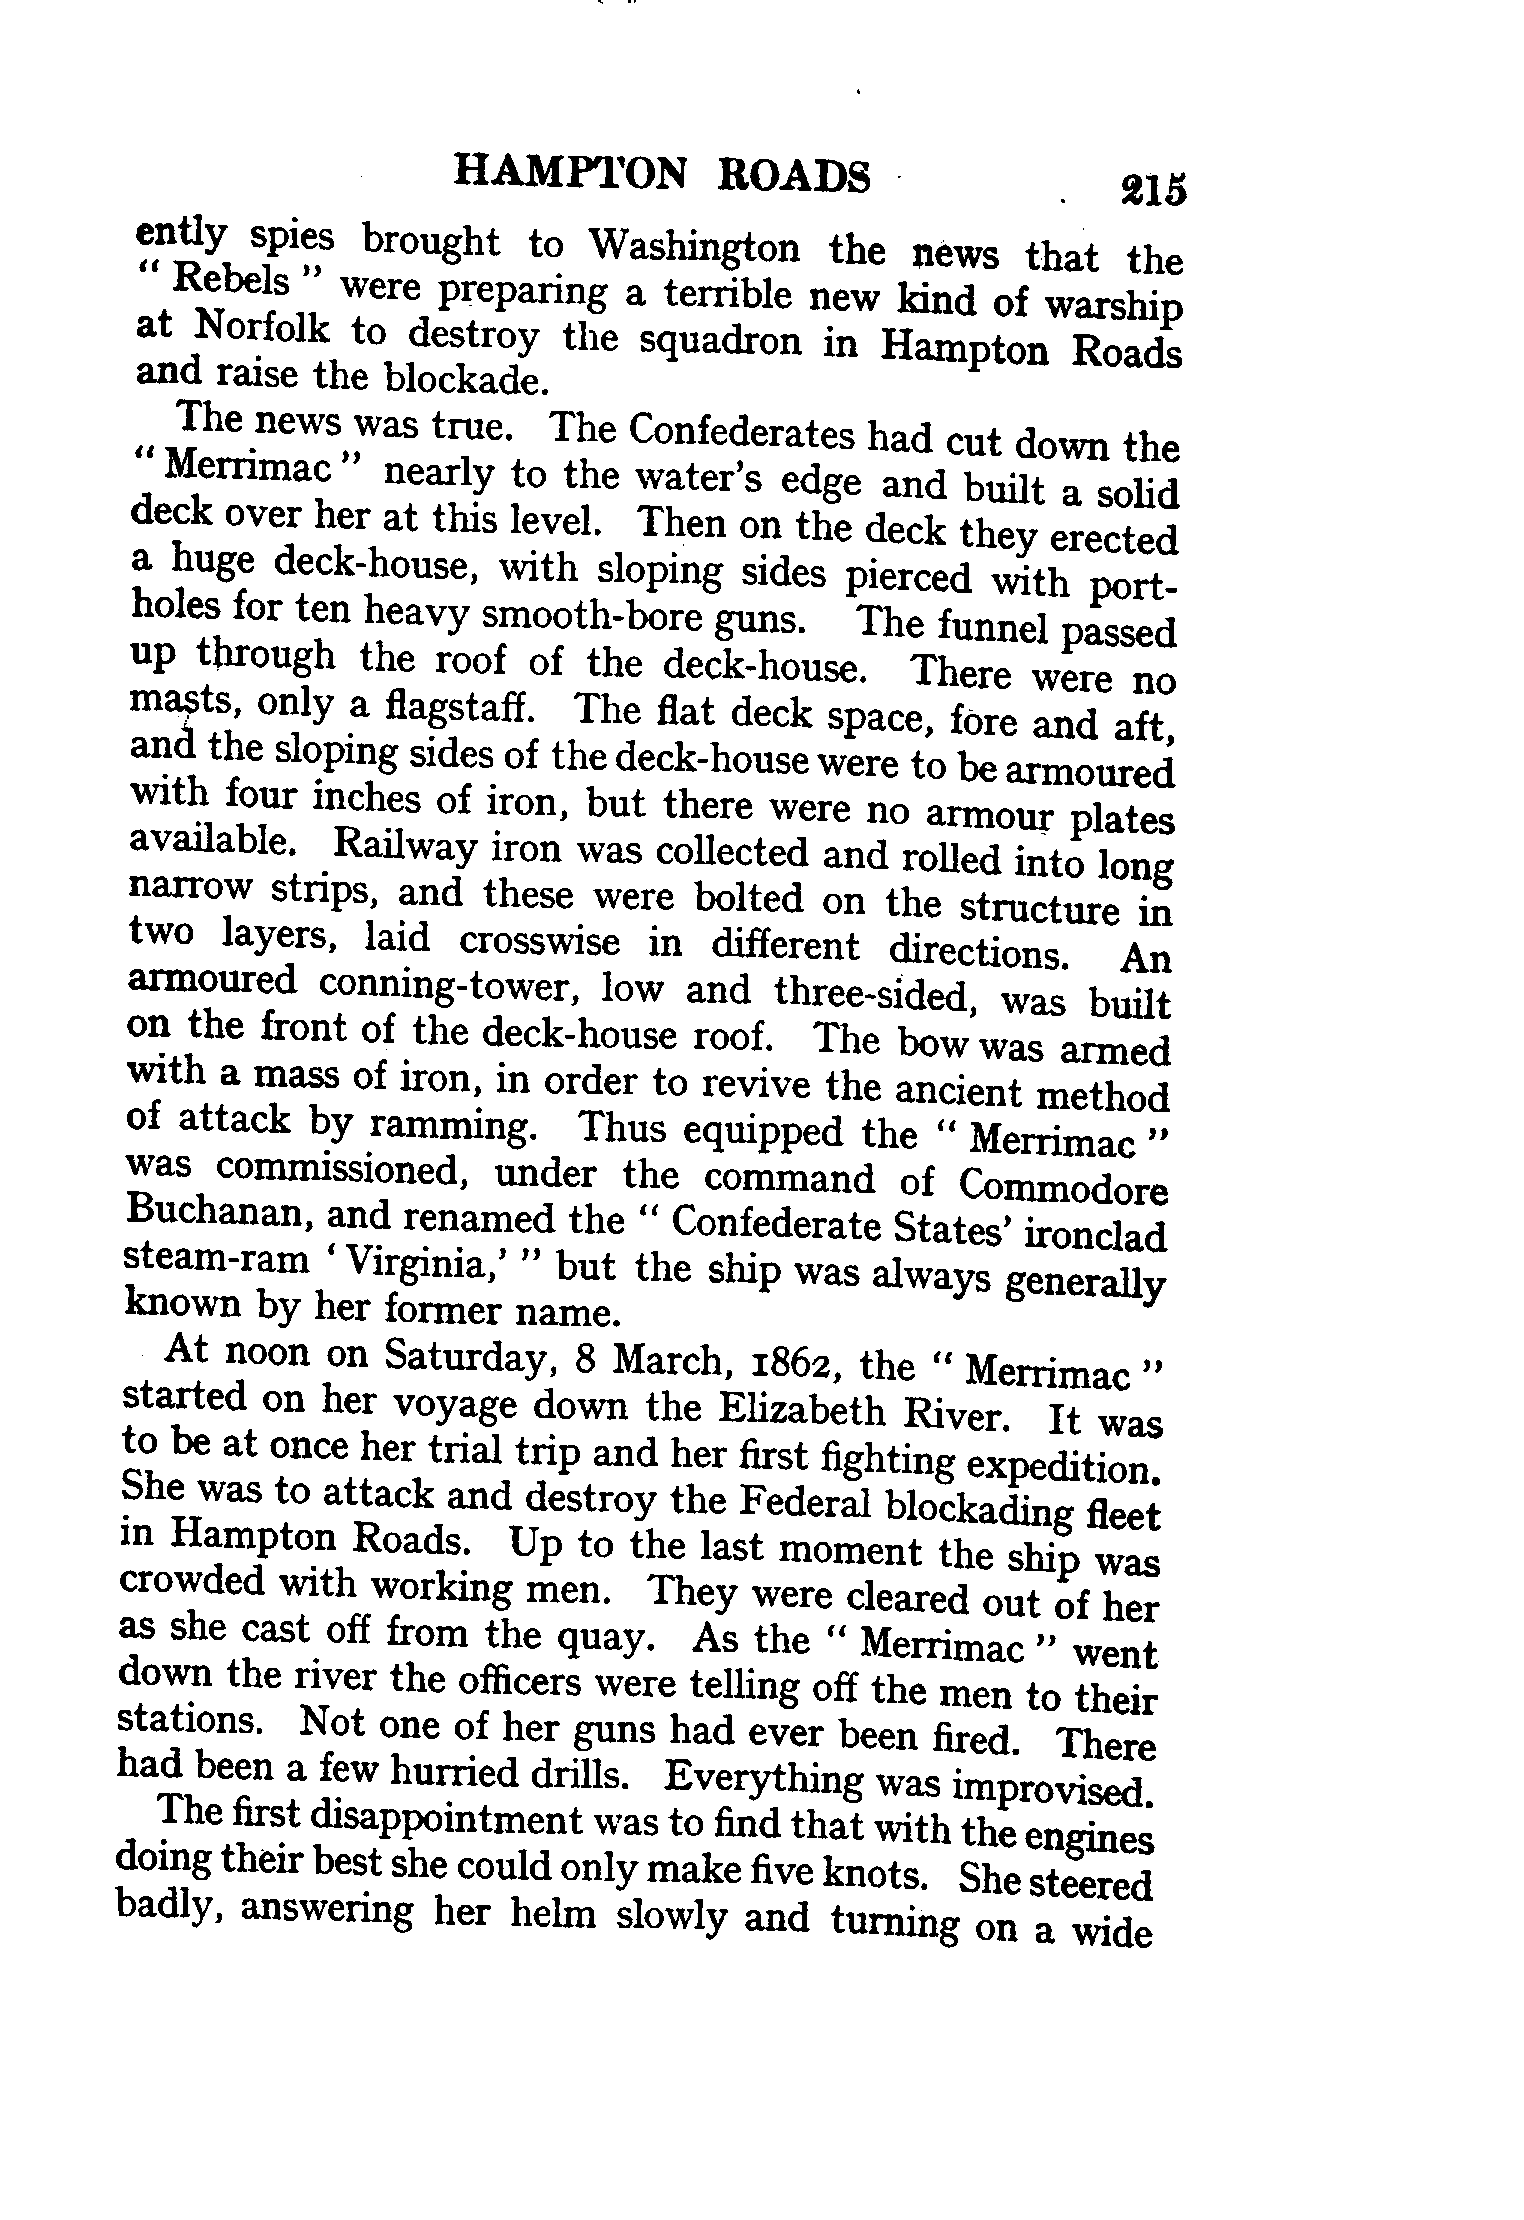 HAMPTON ROADS 215
ently spies brought to Washington the news that the
“ Rebels ” were preparing a terrible new kind of warship
at Norfolk to destroy the squadron in Hampton Roads
and raise the blockade.
The news was true. The Confederates had cut down the
“ Merrimac ” nearly to the water's edge and built a solid
deck over her at this level. Then on the deck they erected
a huge deck-house, with sloping sides pierced with port-
holes for ten heavy smooth-bore guns. The funnel passed
up through the roof of the deck-house. There were no
masts, only a flagstaff. The flat deck space, fore and aft,
and the sloping sides of the deck-house were to be armoured
with four inches of iron, but there were no armour plates
available. Railway iron was collected and rolled into long
narrow strips, and these were bolted on the structure in
two layers, laid crosswise in different directions. An
armoured conning-tower, low and three-sided, was built
on the front of the deck-house roof. The bow was armed
with a mass of iron, in order to revive the ancient method
of attack by ramming. Thus equipped the “ Merrimac ”
was commissioned, under the command of Commodore
Buchanan, and renamed the “ Confederate States' ironclad
steam-ram ‘ Virginia,’ ” but the ship was always generally
known by her former name.
At noon on Saturday, 8 March, 1862, the “ Merrimac ”
started on her voyage down the Elizabeth River. It was
to be at once her trial trip and her first fighting expedition.
She was to attack and destroy the Federal blockading fleet
in Hampton Roads. Up to the last moment the ship was
crowded with working men. They were cleared out of her
as she cast off from the quay. As the “ Merrimac ” went
down the river the officers were telling off the men to their
stations. Not one of her guns had ever been fired. There
had been a few hurried drills. Everything was improvised.
The first disappointment was to find that with the engines
doing their best she could only make five knots. She steered
badly, answering her helm slowly and turning on a wide